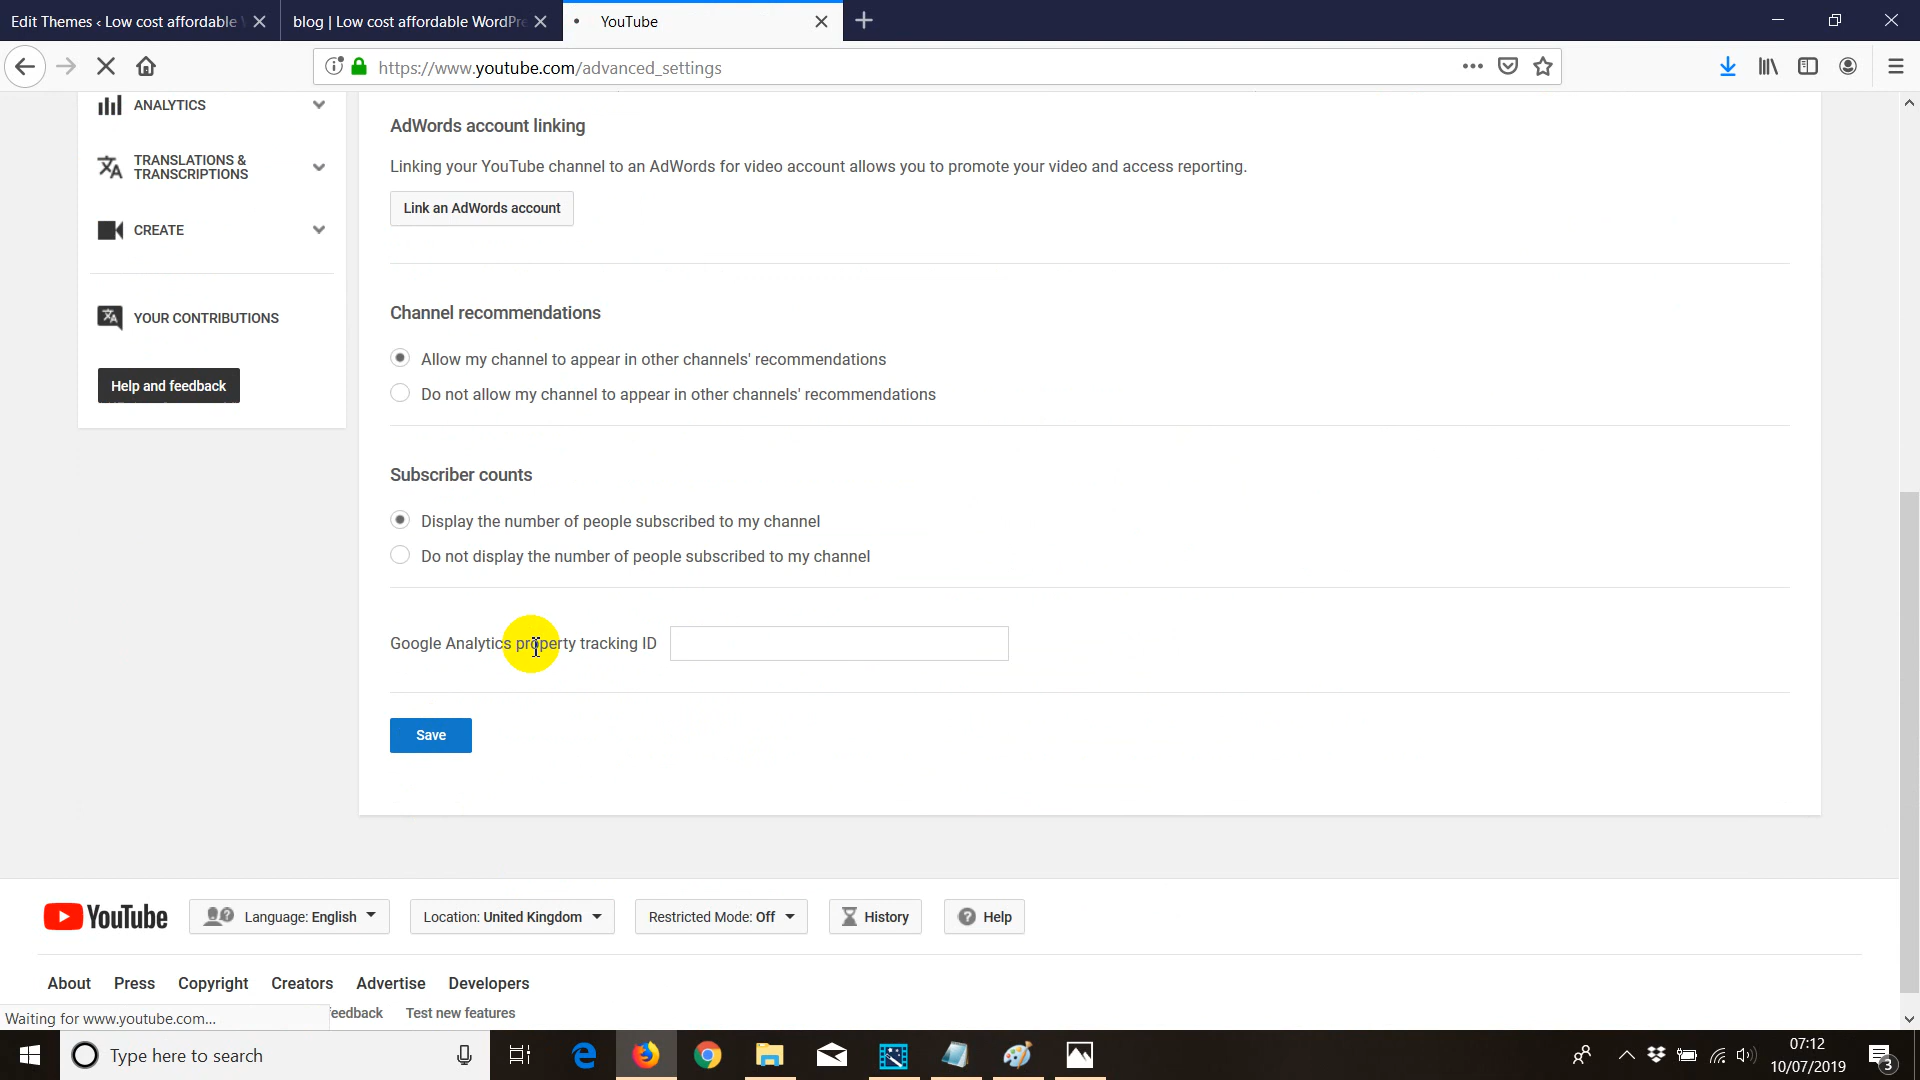 Edit Themes ‹ Low cost affordable
blog | Low cost affordable WordPre
YouTube
https://www.youtube.com/advanced_settings
ANALYTICS
TRANSLATIONS &
TRANSCRIPTIONS
CREATE
YOUR CONTRIBUTIONS
Help and feedback
AdWords account linking
Linking your YouTube channel to an AdWords for video account allows you to promote your video and access reporting.
Link an AdWords account
Channel recommendations
Allow my channel to appear in other channels' recommendations
Do not allow my channel to appear in other channels' recommendations
Subscriber counts
Display the number of people subscribed to my channel
Do not display the number of people subscribed to my channel
Google Analytics property tracking ID
Save
YouTube
Language: English
Location: United Kingdom
Restricted Mode: Off
History
Help
About Press Copyright Creators Advertise Developers
Waiting for www.youtube.com...
feedback Test new features
Type here to search
07:12
10/07/2019
3